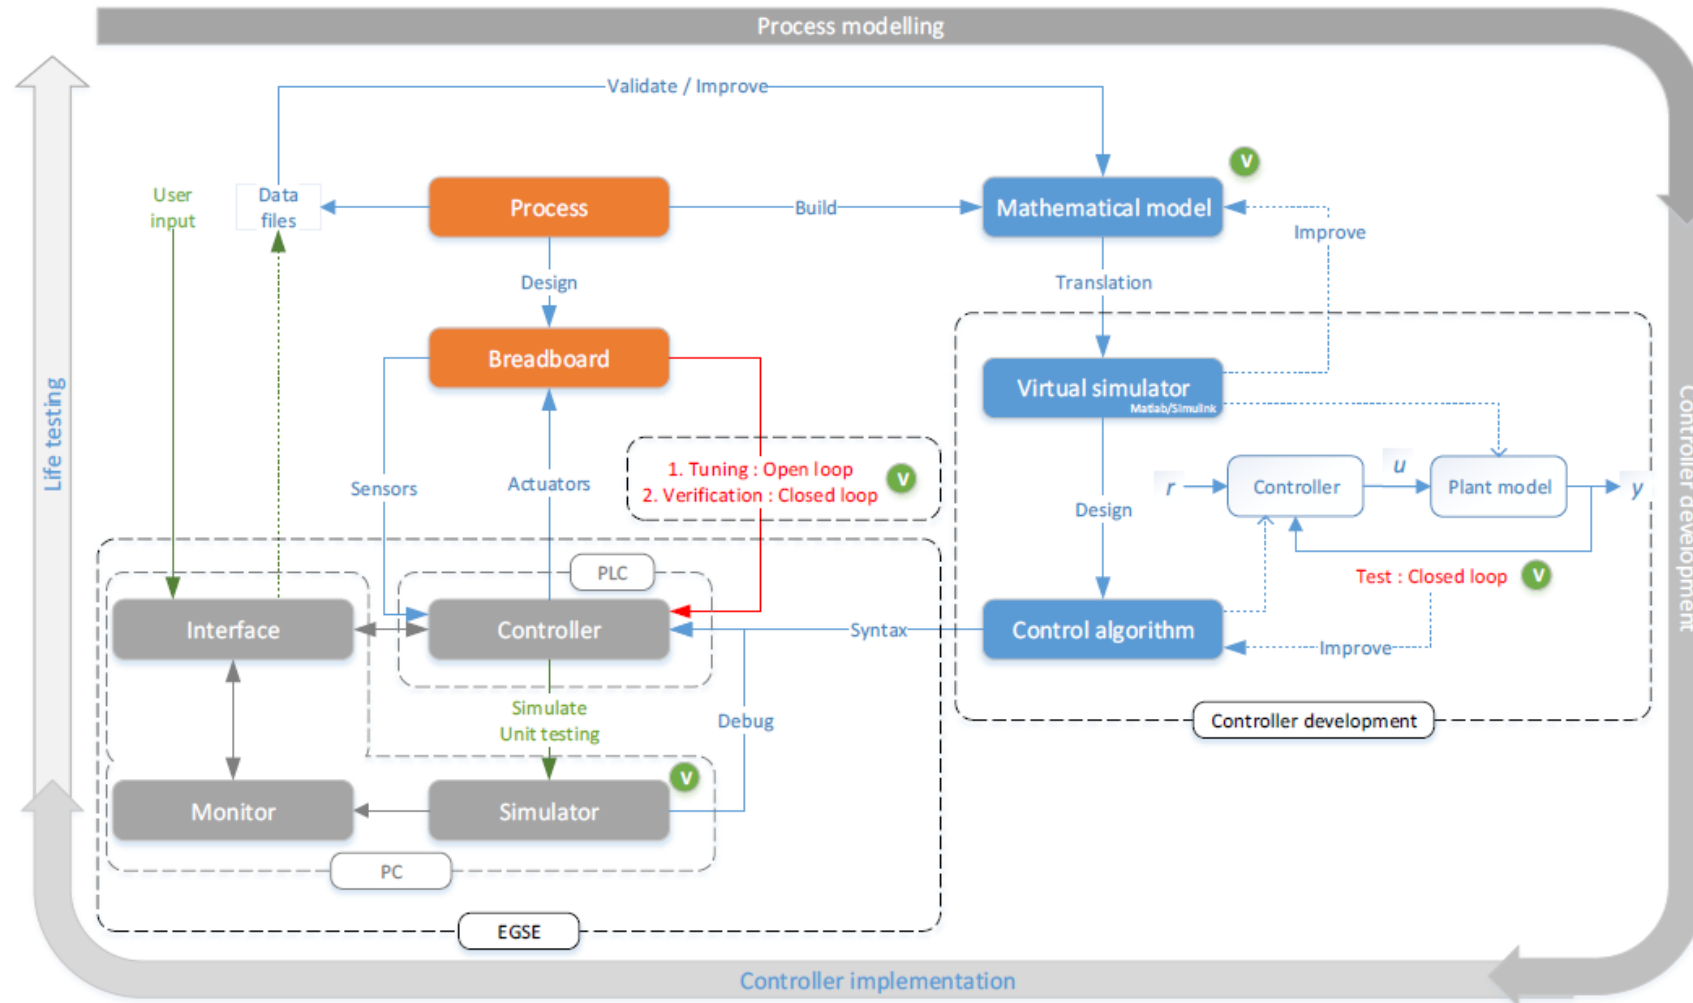 Process modelling
Validate / Improve
V
User
input
Data
files
Process
Build
Mathematical model
Improve
Design
Translation
Breadboard
Virtual simulator
Matlab/Simulink
Life testing
Controller development
Sensors
Actuators
1. Tuning : Open loop
2. Verification : Closed loop
V
Design
r
Controller
u
Plant model
y
Test : Closed loop
V
PLC
Interface
Controller
Syntax
Control algorithm
Improve
Simulate
Unit testing
Debug
Controller development
V
Monitor
Simulator
PC
EGSE
Controller implementation